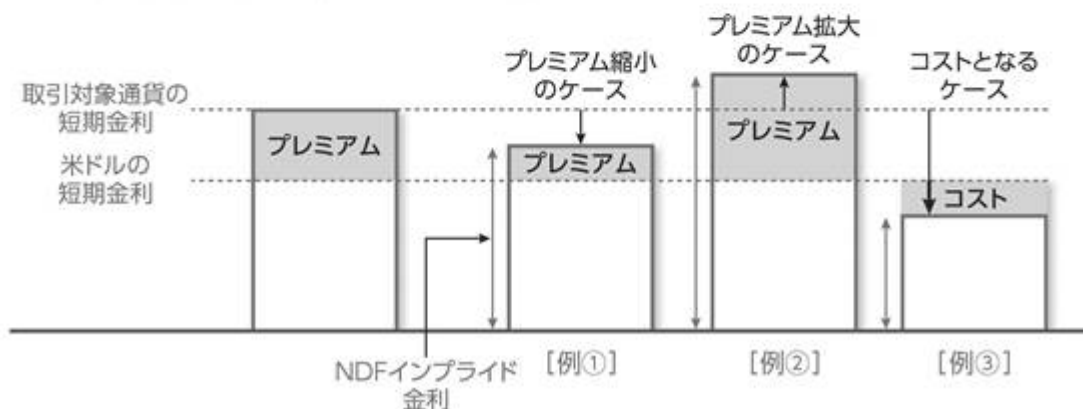 取引対象通貨の
短期金利
米ドルの
短期金利
プレミアム
プレミアム縮小
のケース
プレミアム
プレミアム拡大
のケース
プレミアム
コストとなる
ケース
コスト
NDFインプライド
金利
［例①］
［例②］
［例③］